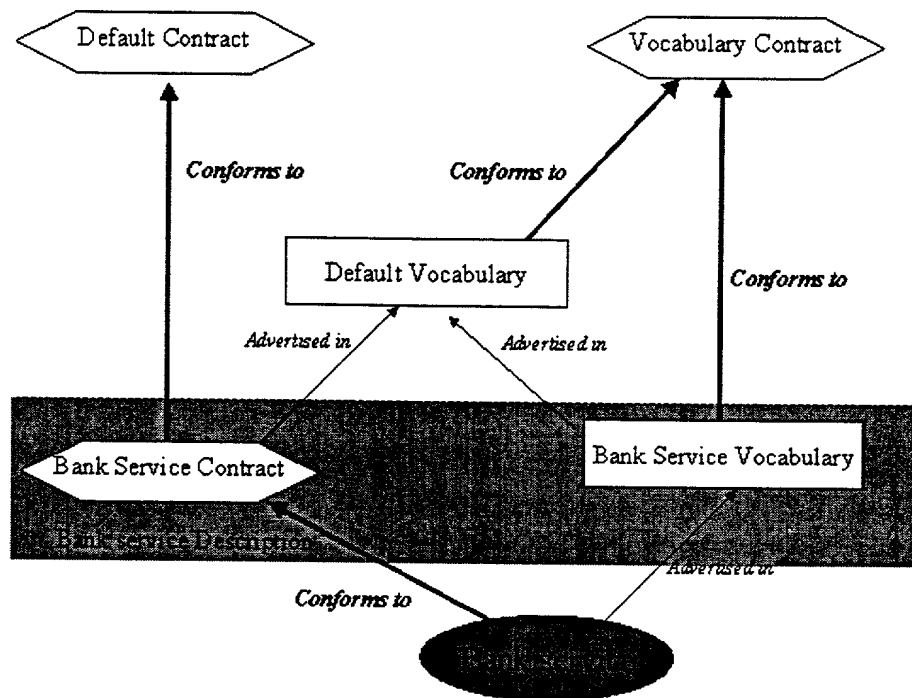 Default Contract
Vocabulary Contract
Conforms to
Conforms to
Default Vocabulary
Conforms to
Advertised in
Advertised in
Bank Service Contract
Bank Service Vocabulary
Bank service Description
Advertised in
Conforms to
Bank service